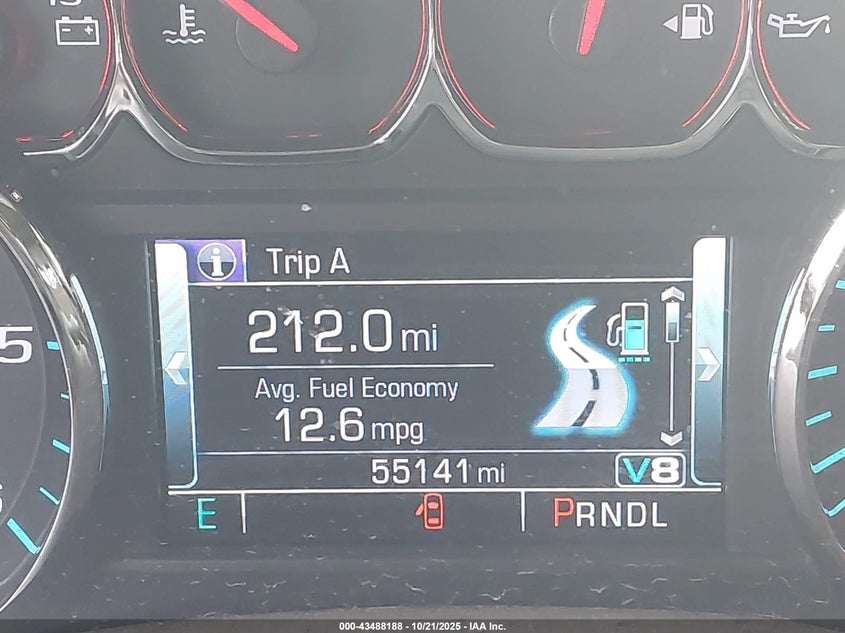 Trip A
212.0 mi
Avg. Fuel Economy
12.6 mpg
55141 mi V8
E PRNDL
5
000-43488188 - 10/21/2025 - IAA Inc.